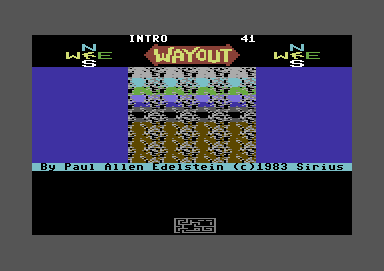 INTRO 41
N N
W E WAYOUT W E
S S
By Paul Allen Edelstein (c)1983 Sirius